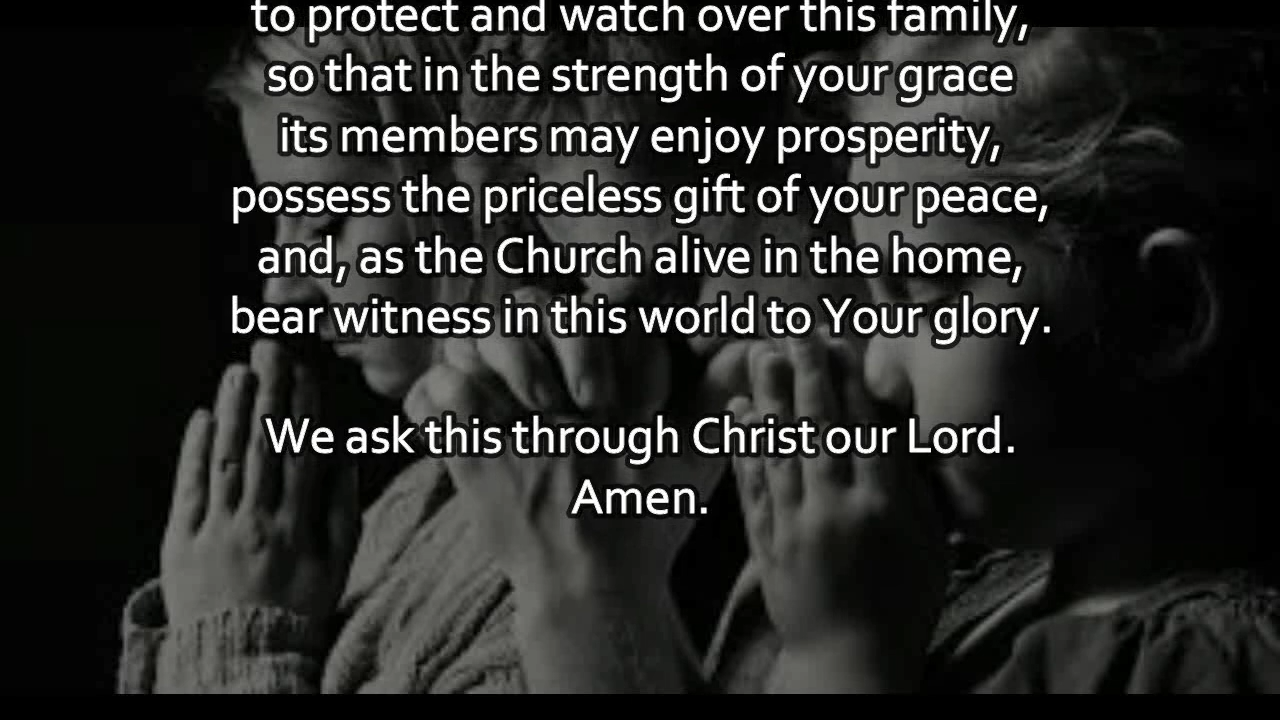 to protect and watch over this family,
so that in the strength of your grace
its members may enjoy prosperity,
possess the priceless gift of your peace,
and, as the Church alive in the home,
bear witness in this world to Your glory.
We ask this through Christ our Lord.
Amen.